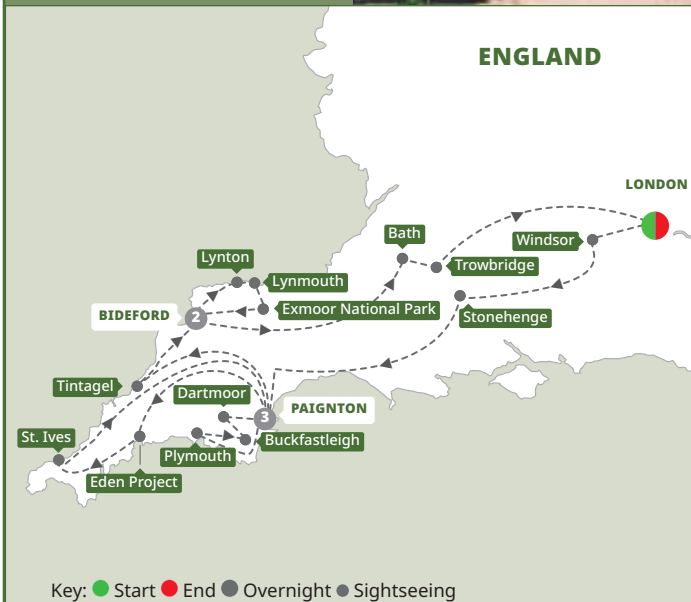 ENGLAND
LONDON
Bath
Windsor
Trowbridge
Lynton
Lynmouth
Exmoor National Park
BIDEFORD
2
Stonehenge
Tintagel
Dartmoor
3
PAIGNTON
St. Ives
Buckfastleigh
Plymouth
Eden Project
Key: Start End Overnight Sightseeing